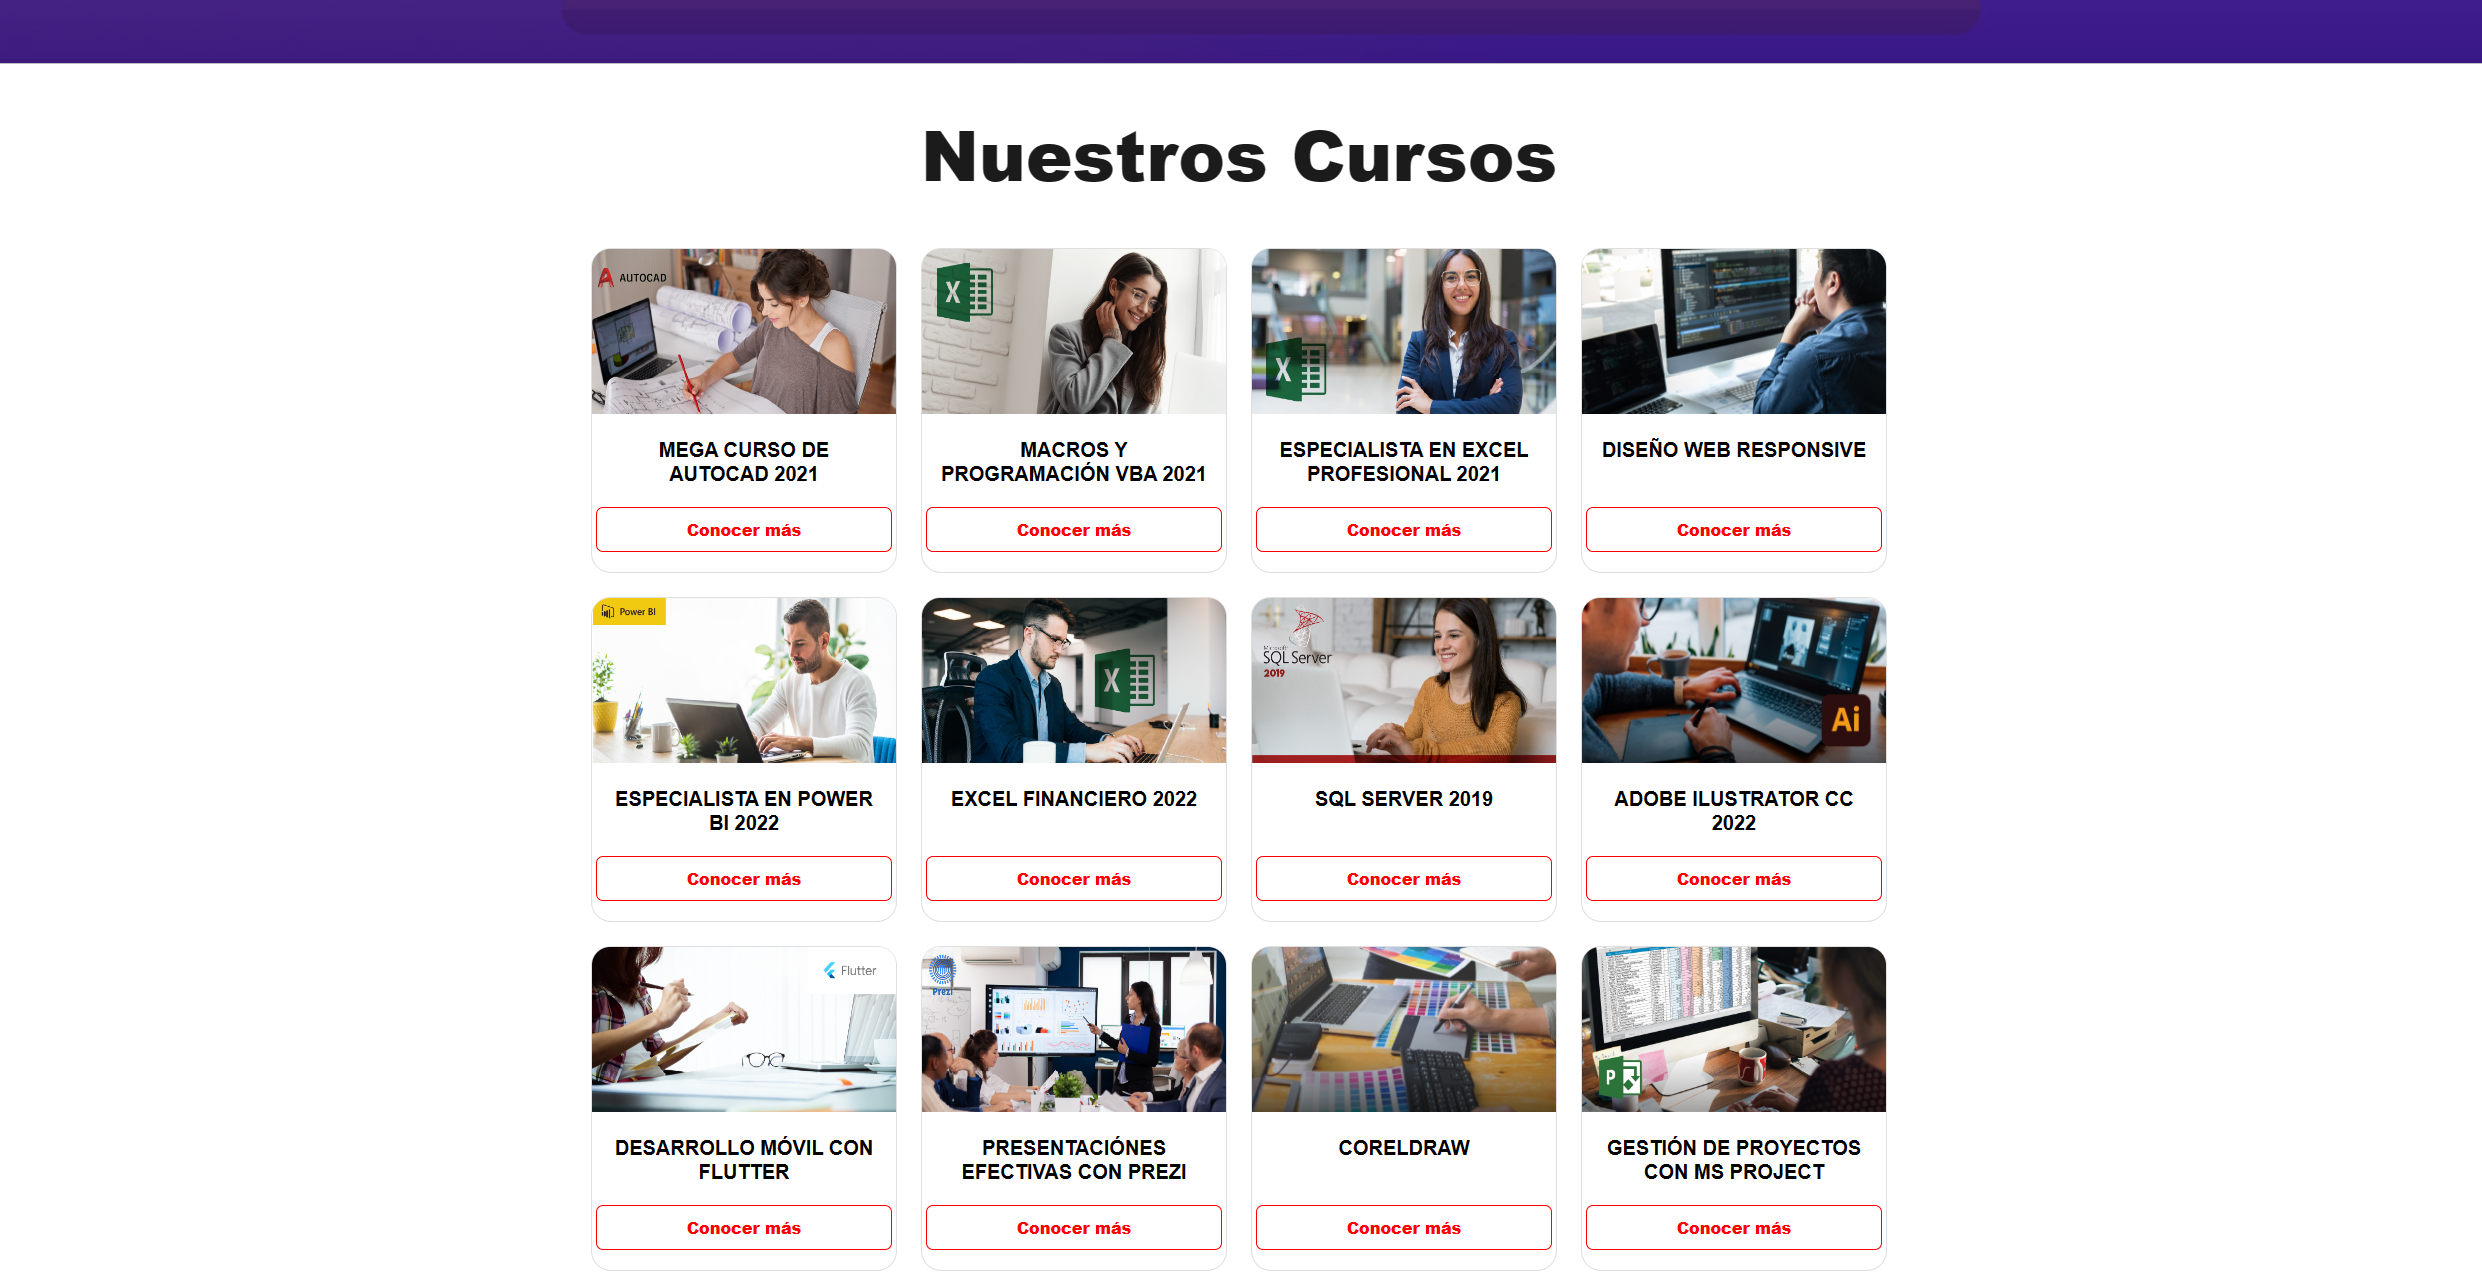 Nuestros Cursos
AUTOCAD
X
X
MEGA CURSO DE
AUTOCAD 2021
MACROS Y
PROGRAMACIÓN VBA 2021
ESPECIALISTA EN EXCEL
PROFESIONAL 2021
DISEÑO WEB RESPONSIVE
Conocer más
Conocer más
Conocer más
Conocer más
Power BI
X
Microsoft
SQL Server
2019
Ai
ESPECIALISTA EN POWER
BI 2022
EXCEL FINANCIERO 2022
SQL SERVER 2019
ADOBE ILUSTRATOR CC
2022
Conocer más
Conocer más
Conocer más
Conocer más
Flutter
Prezi
P
DESARROLLO MÓVIL CON
FLUTTER
PRESENTACIÓNES
EFECTIVAS CON PREZI
CORELDRAW
GESTIÓN DE PROYECTOS
CON MS PROJECT
Conocer más
Conocer más
Conocer más
Conocer más